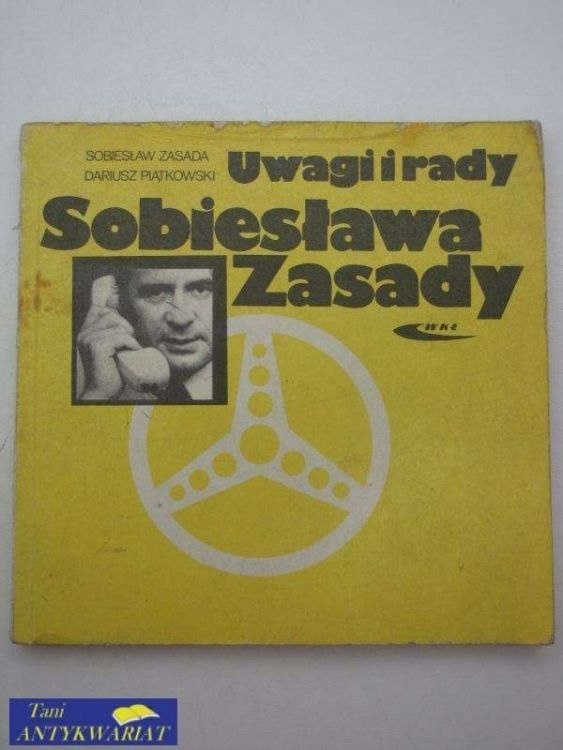 SOBIESŁAW ZASADA
DARIUSZ PIĄTKOWSKI
Uwagi i rady
Sobiesława
Zasady
WKŁ
Tani
ANTYKWARIAT